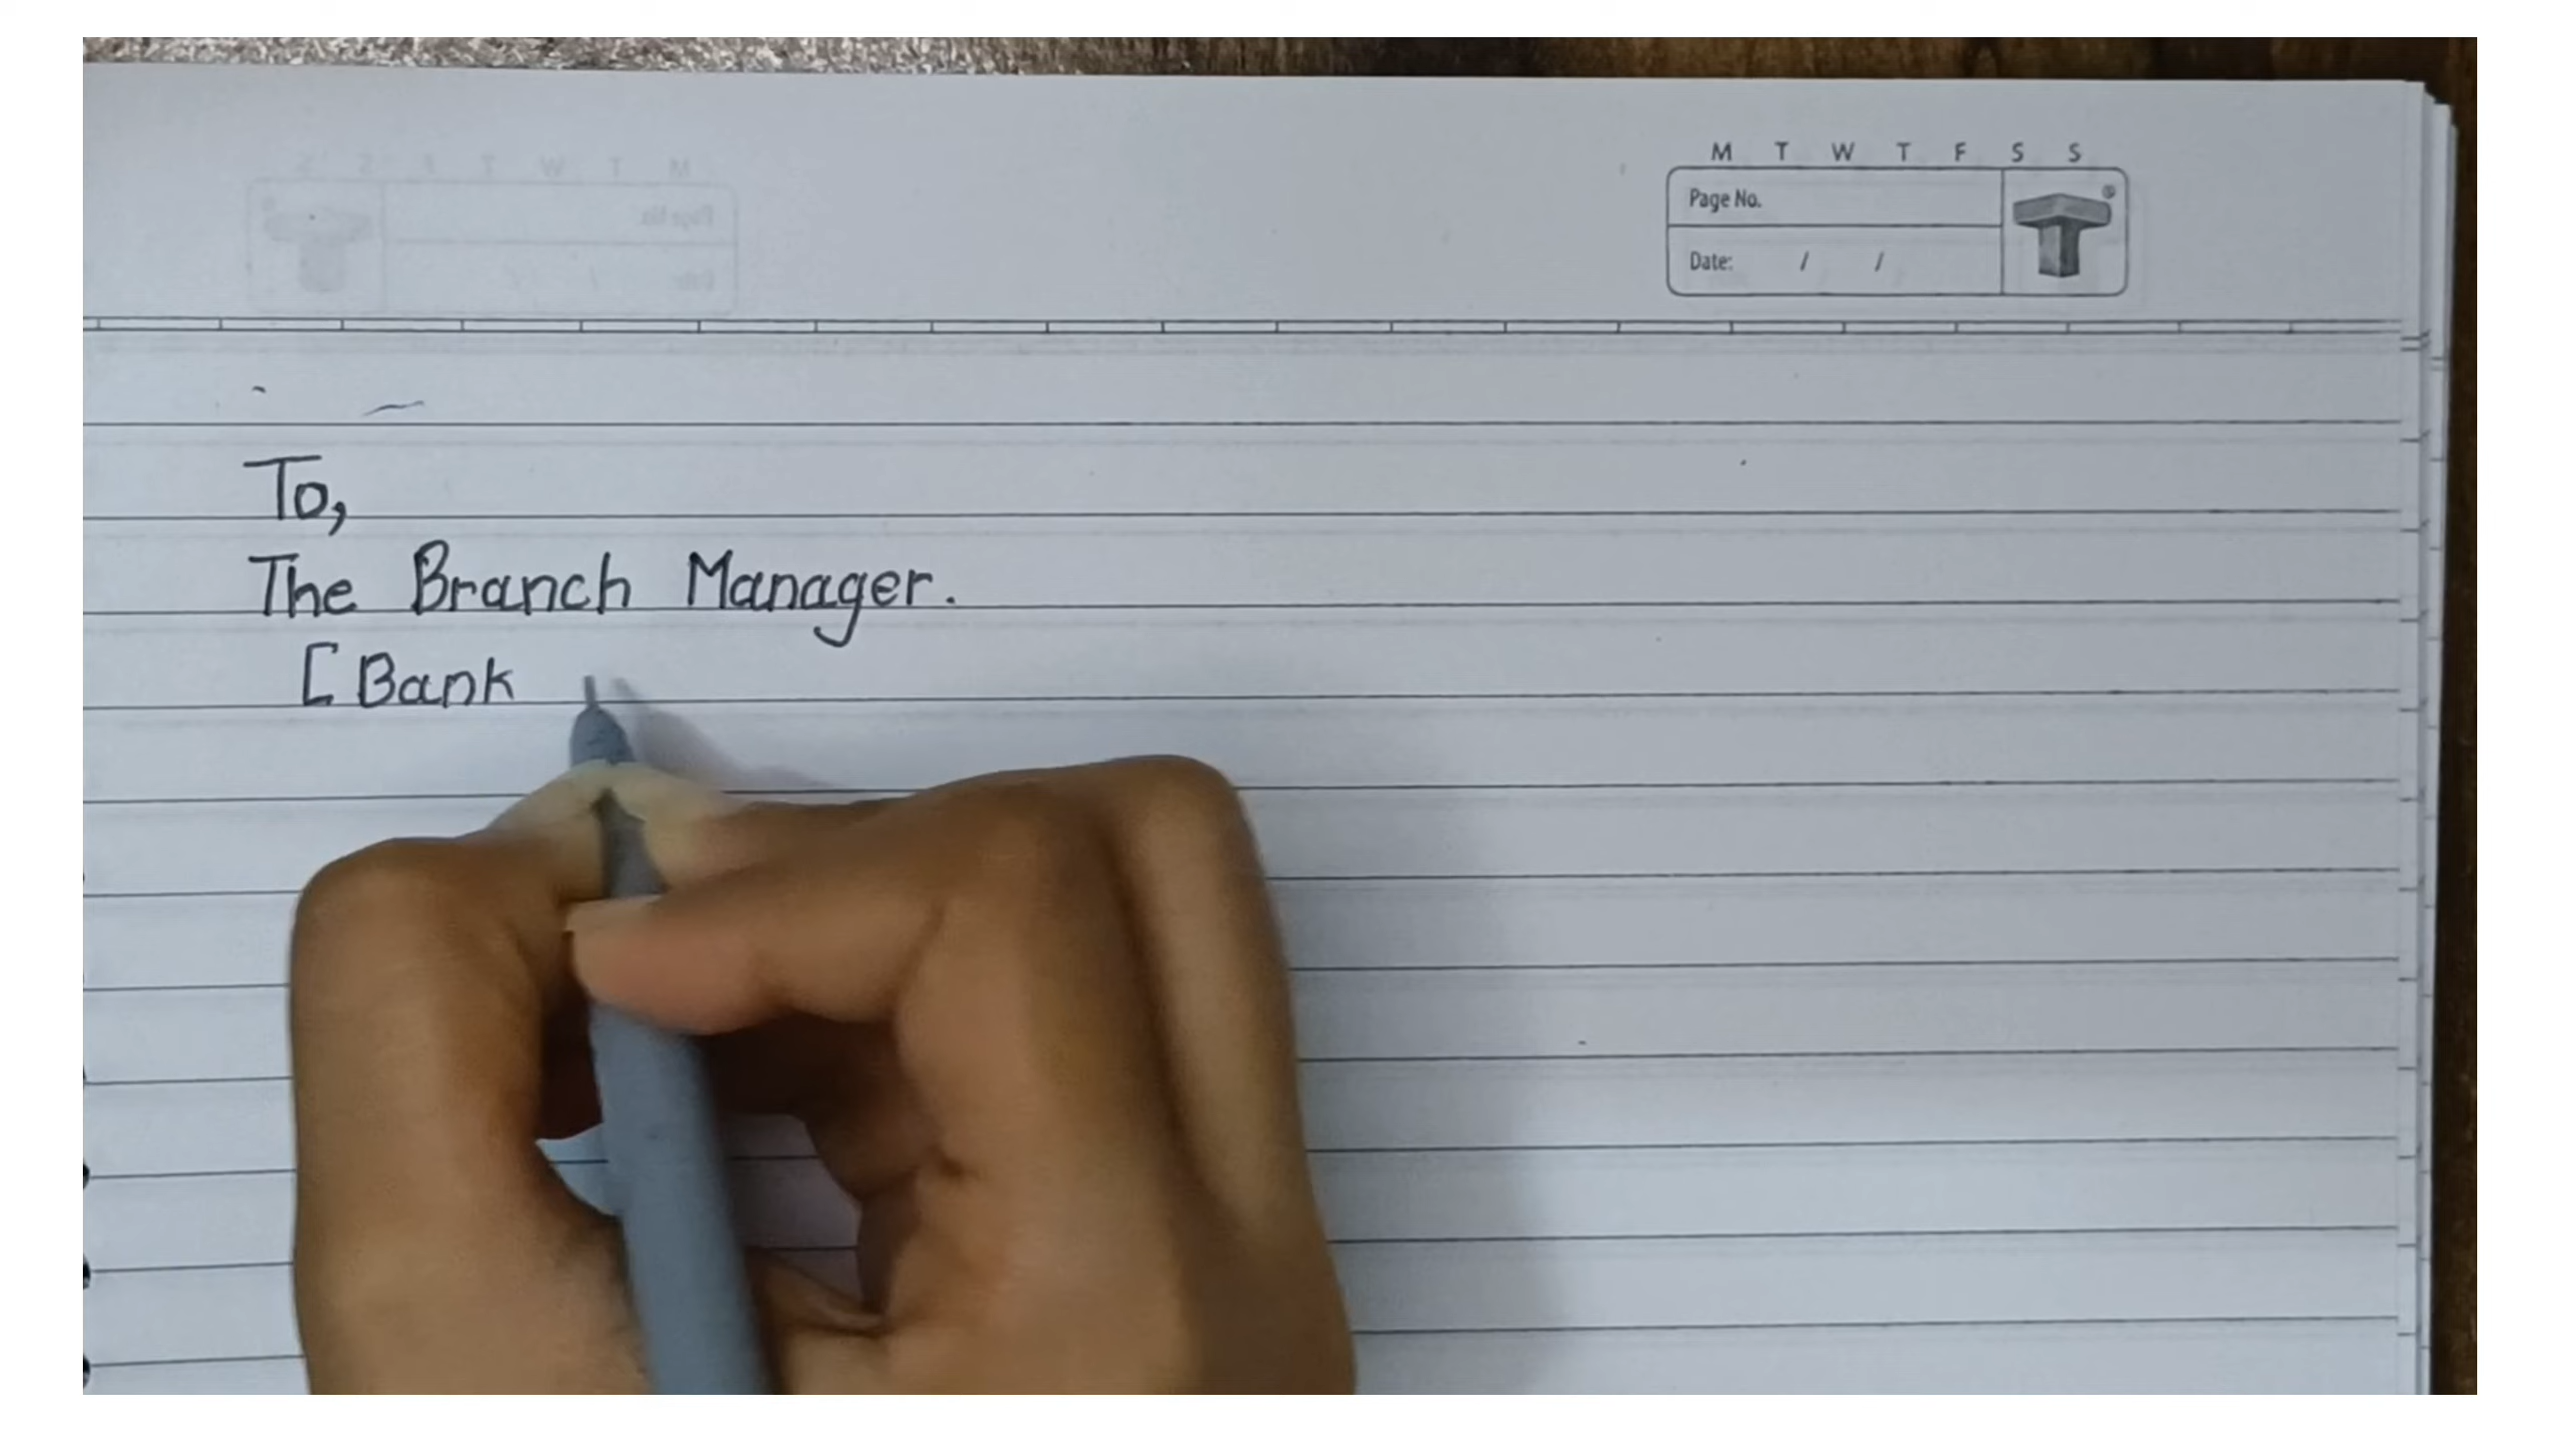 M T W T F S S
Page No.
Date: / /
To,
The Branch Manager.
[Bank